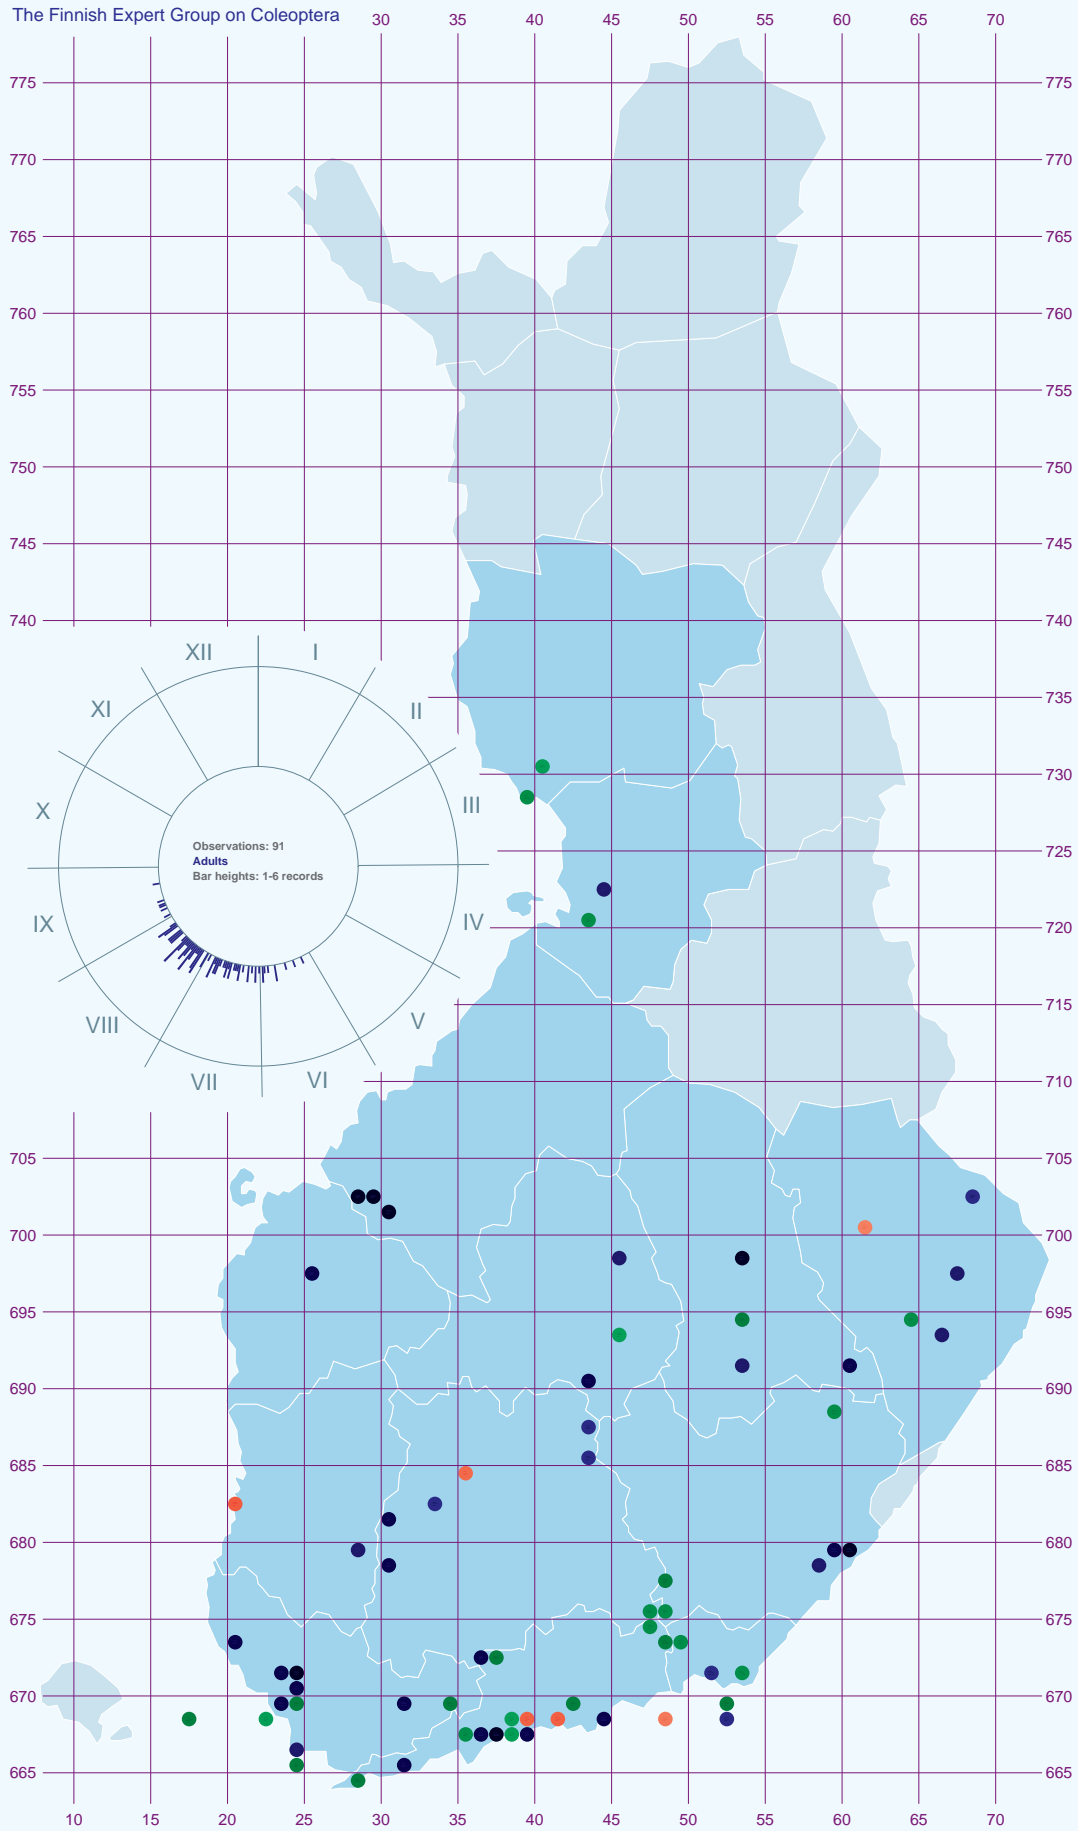 The Finnish Expert Group on Coleoptera
30 35 40 45 50 55 60 65 70
775 775
770 770
765 765
760 760
755 755
750 750
745 745
740 740
XII I
XI II
735
730
X III
Observations: 91
Adults
Bar heights: 1-6 records
725
IX IV
720
715
VIII V
VII VI
710
705 705
700 700
695 695
690 690
685 685
680 680
675 675
670 670
665 665
10 15 20 25 30 35 40 45 50 55 60 65 70